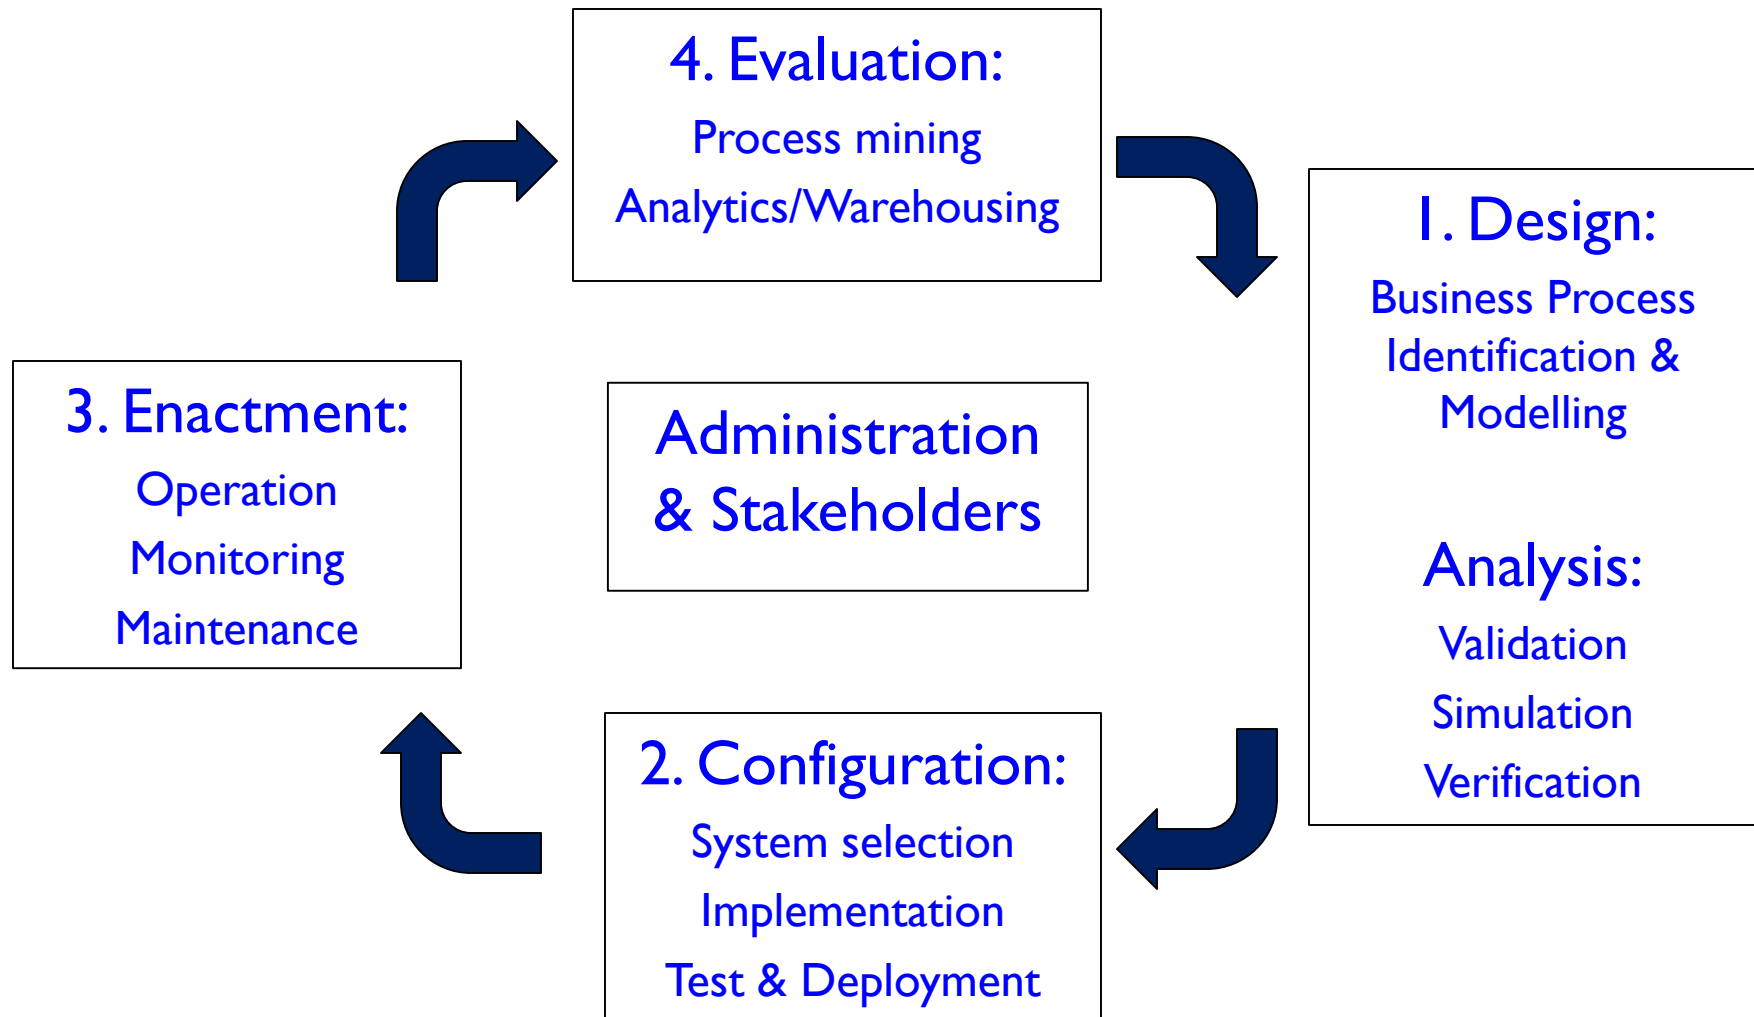 4. Evaluation:
Process mining
Analytics/Warehousing
1. Design:
Business Process
Identification &
Modelling
Analysis:
Validation
Simulation
Verification
2. Configuration:
System selection
Implementation
Test & Deployment
3. Enactment:
Operation
Monitoring
Maintenance
Administration
& Stakeholders